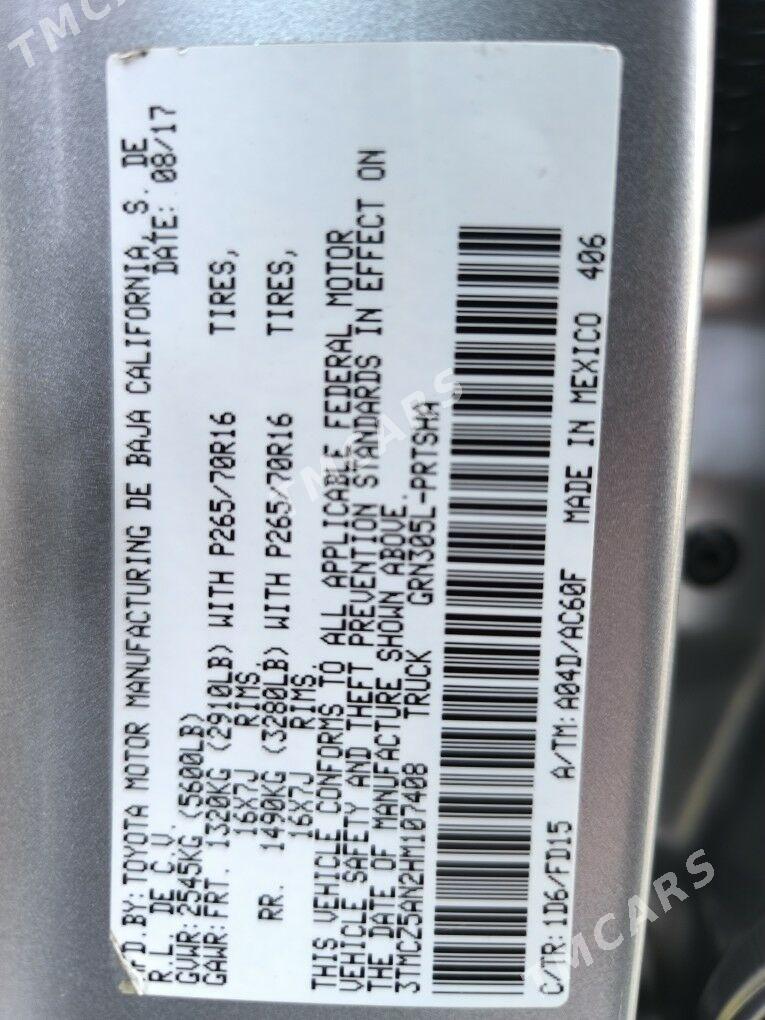 MFD.BY: TOYOTA MOTOR MANUFACTURING DE BAJA CALIFORNIA, S. DE
R.L. DE C.V. DATE: 08/17
GVWR: 2545KG (5600LB)
GAWR: FRT. 1320KG (2910LB) WITH P265/70R16 TIRES,
16X7J RIMS
RR. 1490KG (3280LB) WITH P265/70R16 TIRES,
16X7J RIMS
THIS VEHICLE CONFORMS TO ALL APPLICABLE FEDERAL MOTOR
VEHICLE SAFETY AND THEFT PREVENTION STANDARDS IN EFFECT ON
THE DATE OF MANUFACTURE SHOWN ABOVE.
3TMCZ5AN2HM107408 TRUCK GRN305L-PRTSHA
C/TR: 1D6/FD15 A/TM: A04D/AC60F MADE IN MEXICO 406
TMCARS
TMCARS
TMCARS